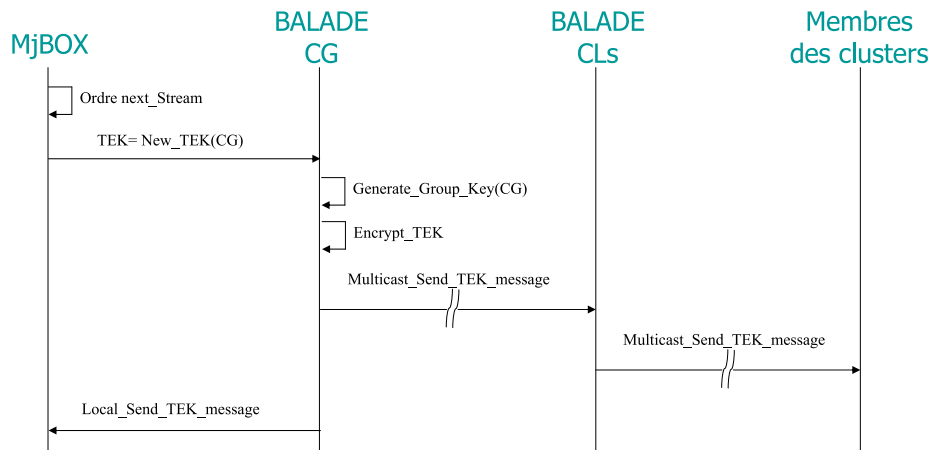 MjBOX
BALADE
CG
BALADE
CLs
Membres
des clusters
Ordre next_Stream
TEK= New_TEK(CG)
Generate_Group_Key(CG)
Encrypt_TEK
Multicast_Send_TEK_message
Multicast_Send_TEK_message
Local_Send_TEK_message